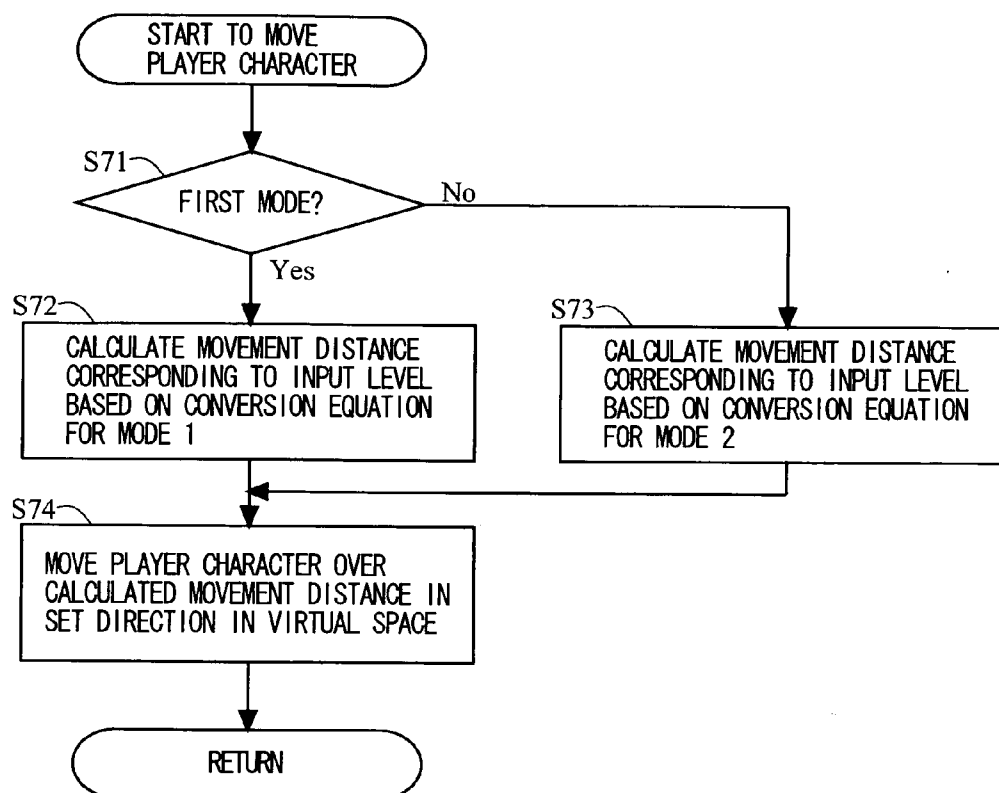 START TO MOVE
PLAYER CHARACTER
S71
FIRST MODE?
No
Yes
S72
CALCULATE MOVEMENT DISTANCE
CORRESPONDING TO INPUT LEVEL
BASED ON CONVERSION EQUATION
FOR MODE 1
S73
CALCULATE MOVEMENT DISTANCE
CORRESPONDING TO INPUT LEVEL
BASED ON CONVERSION EQUATION
FOR MODE 2
S74
MOVE PLAYER CHARACTER OVER
CALCULATED MOVEMENT DISTANCE IN
SET DIRECTION IN VIRTUAL SPACE
RETURN